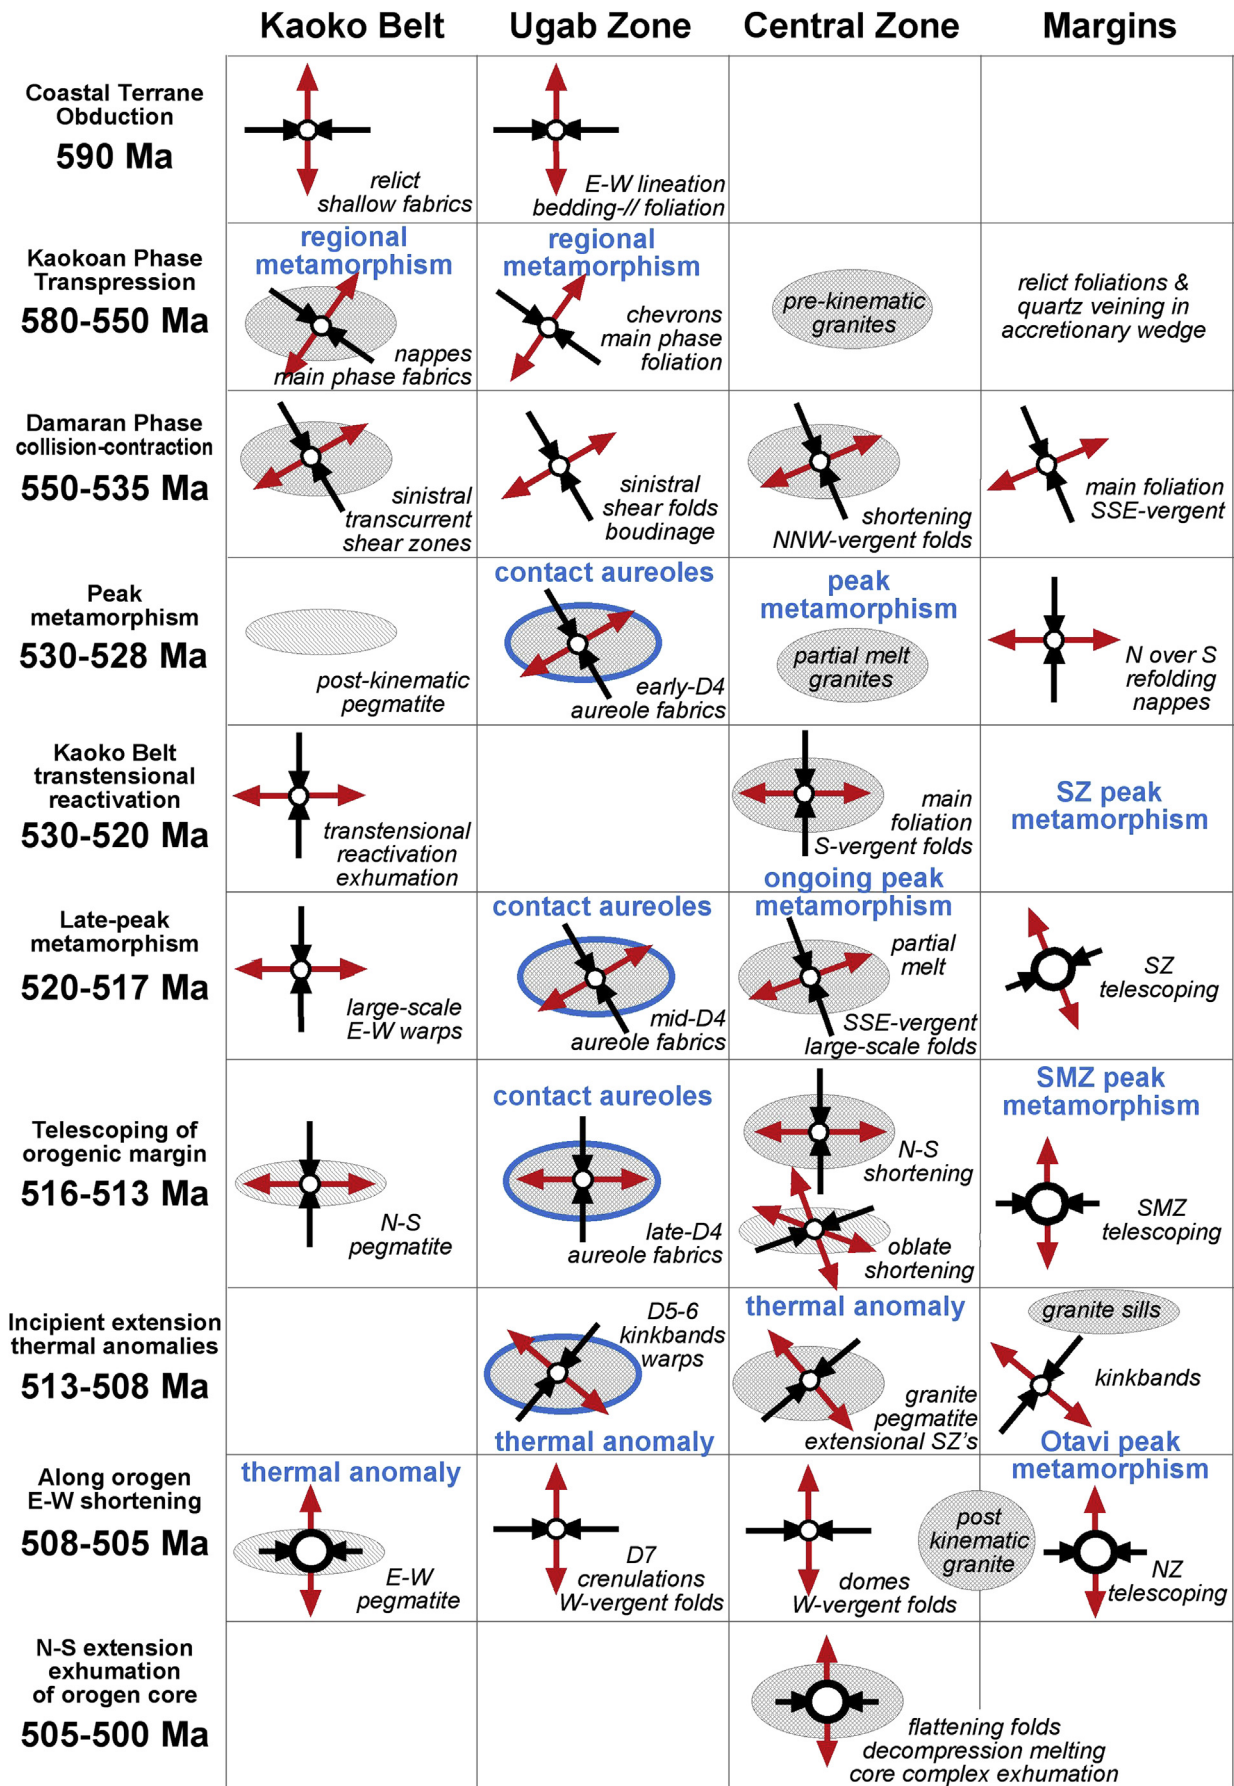 Kaoko Belt
Ugab Zone
Central Zone
Margins
Coastal Terrane
Obduction
590 Ma
relict
shallow fabrics
E-W lineation
bedding-// foliation
Kaokoan Phase
Transpression
580-550 Ma
regional
metamorphism
nappes
main phase fabrics
regional
metamorphism
chevrons
main phase
foliation
pre-kinematic
granites
relict foliations &
quartz veining in
accretionary wedge
Damaran Phase
collision-contraction
550-535 Ma
sinistral
transcurrent
shear zones
sinistral
shear folds
boudinage
shortening
NNW-vergent folds
main foliation
SSE-vergent
Peak
metamorphism
530-528 Ma
post-kinematic
pegmatite
contact aureoles
early-D4
aureole fabrics
peak
metamorphism
partial melt
granites
N over S
refolding
nappes
Kaoko Belt
transtensional
reactivation
530-520 Ma
transtensional
reactivation
exhumation
main
foliation
S-vergent folds
SZ peak
metamorphism
Late-peak
metamorphism
520-517 Ma
large-scale
E-W warps
contact aureoles
mid-D4
aureole fabrics
ongoing peak
metamorphism
partial
melt
SSE-vergent
large-scale folds
SZ
telescoping
Telescoping of
orogenic margin
516-513 Ma
N-S
pegmatite
contact aureoles
late-D4
aureole fabrics
N-S
shortening
oblate
shortening
SMZ peak
metamorphism
SMZ
telescoping
Incipient extension
thermal anomalies
513-508 Ma
D5-6
kinkbands
warps
thermal anomaly
thermal anomaly
granite
pegmatite
extensional SZ's
granite sills
kinkbands
Along orogen
E-W shortening
508-505 Ma
thermal anomaly
E-W
pegmatite
D7
crenulations
W-vergent folds
domes
W-vergent folds
post
kinematic
granite
Otavi peak
metamorphism
NZ
telescoping
N-S extension
exhumation
of orogen core
505-500 Ma
flattening folds
decompression melting
core complex exhumation